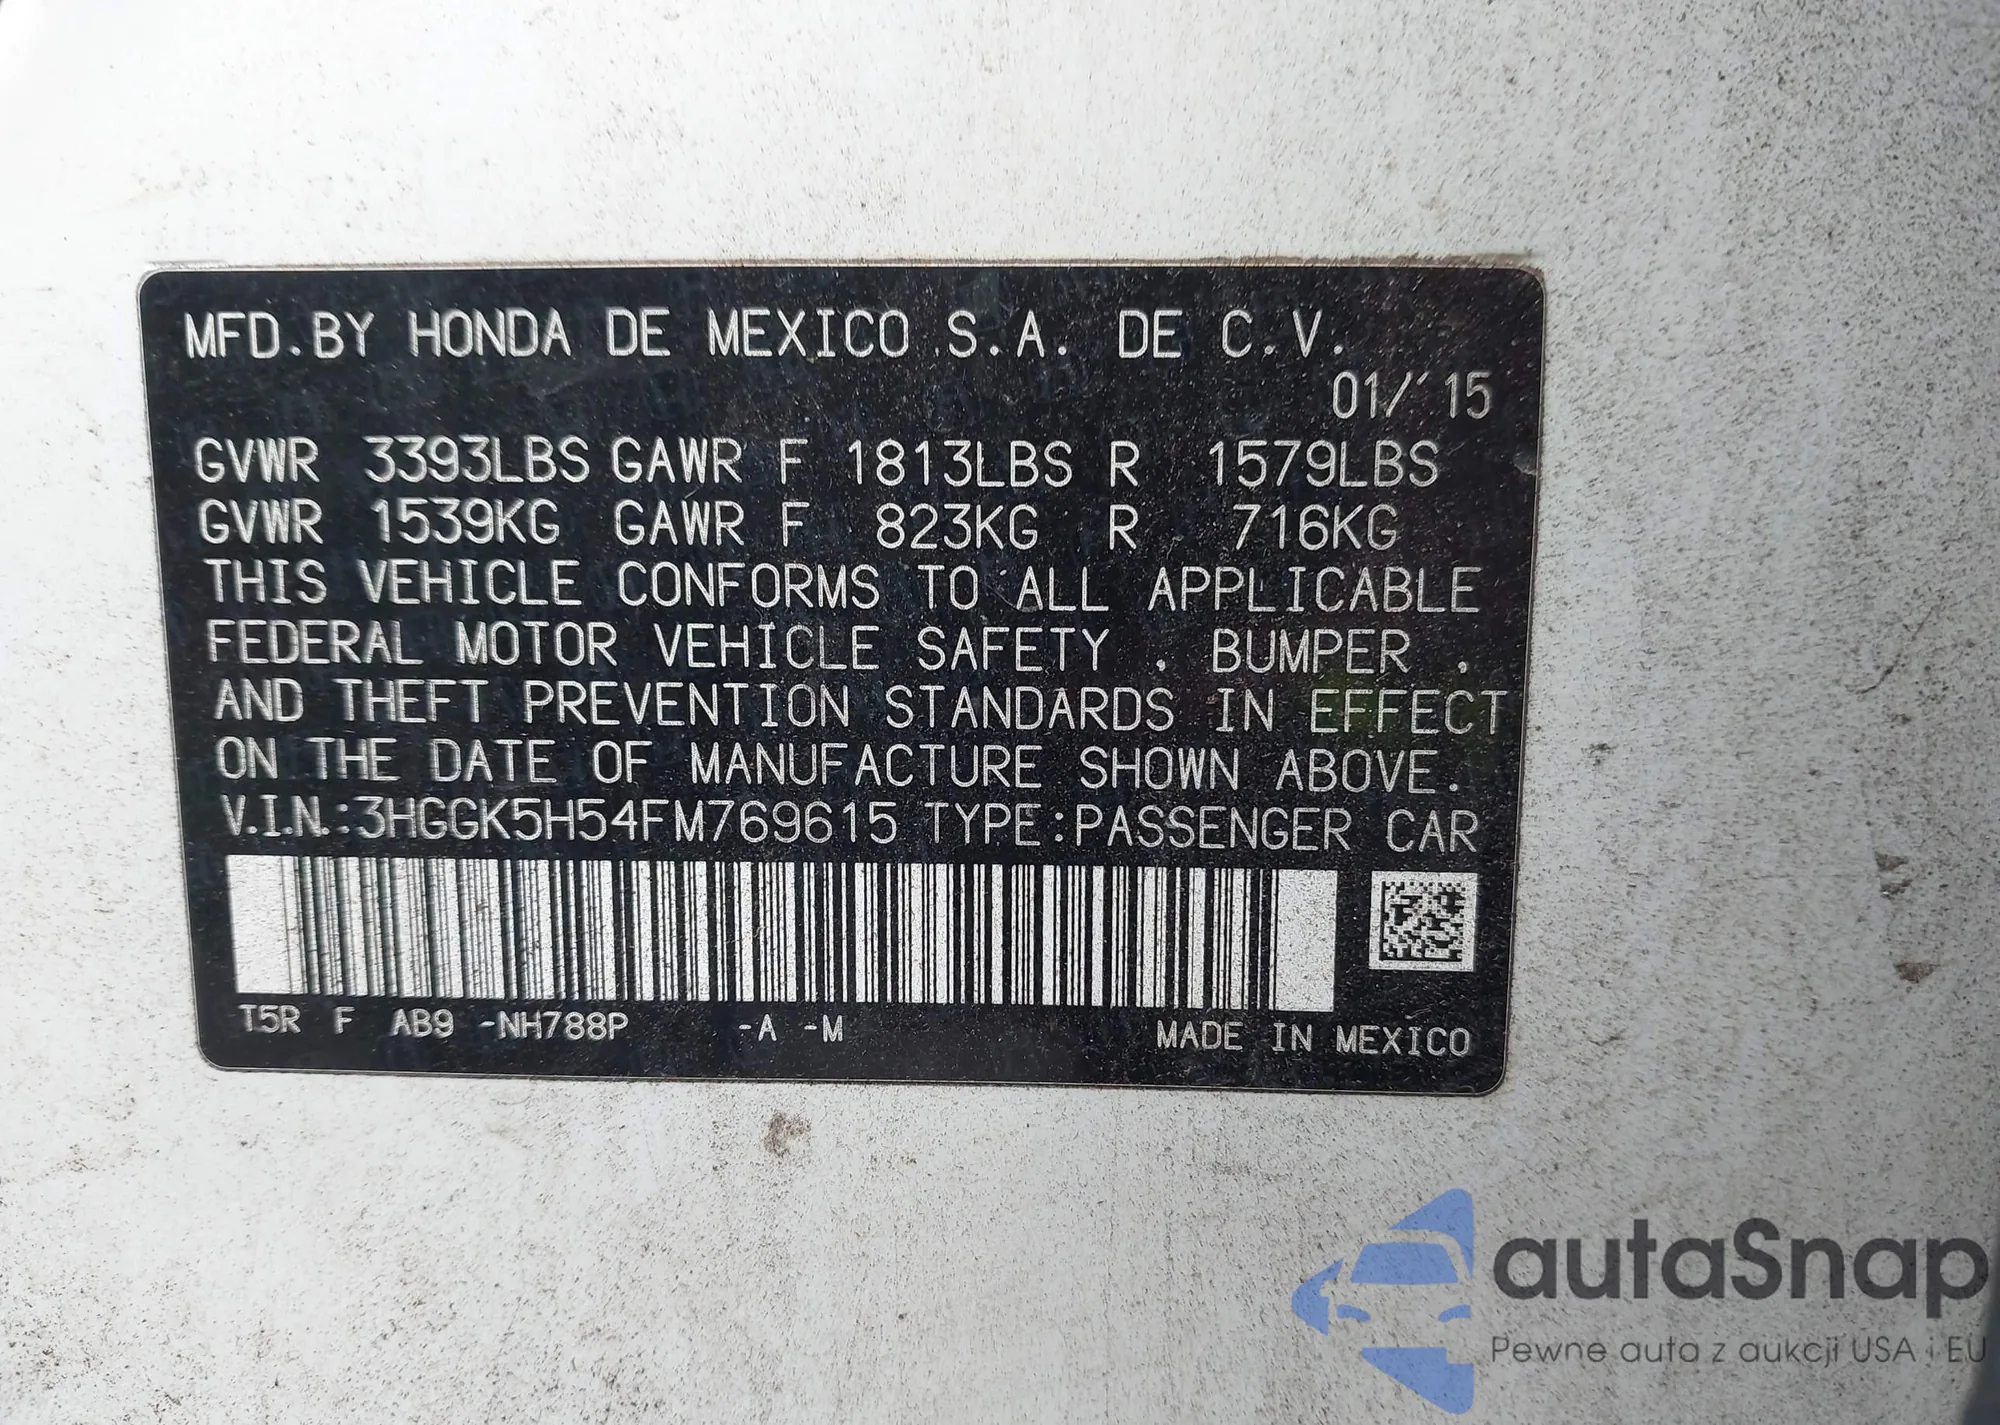 MFD.BY HONDA DE MEXICO S.A. DE C.V.
01/'15
GVWR 3393LBS GAWR F 1813LBS R 1579LBS
GVWR 1539KG GAWR F 823KG R 716KG
THIS VEHICLE CONFORMS TO ALL APPLICABLE
FEDERAL MOTOR VEHICLE SAFETY , BUMPER ,
AND THEFT PREVENTION STANDARDS IN EFFECT
ON THE DATE OF MANUFACTURE SHOWN ABOVE.
V.I.N.:3HGGK5H54FM769615 TYPE:PASSENGER CAR
T5R F AB9 -NH788P -A -M MADE IN MEXICO
autaSnap
Pewne auta z aukcji USA i EU